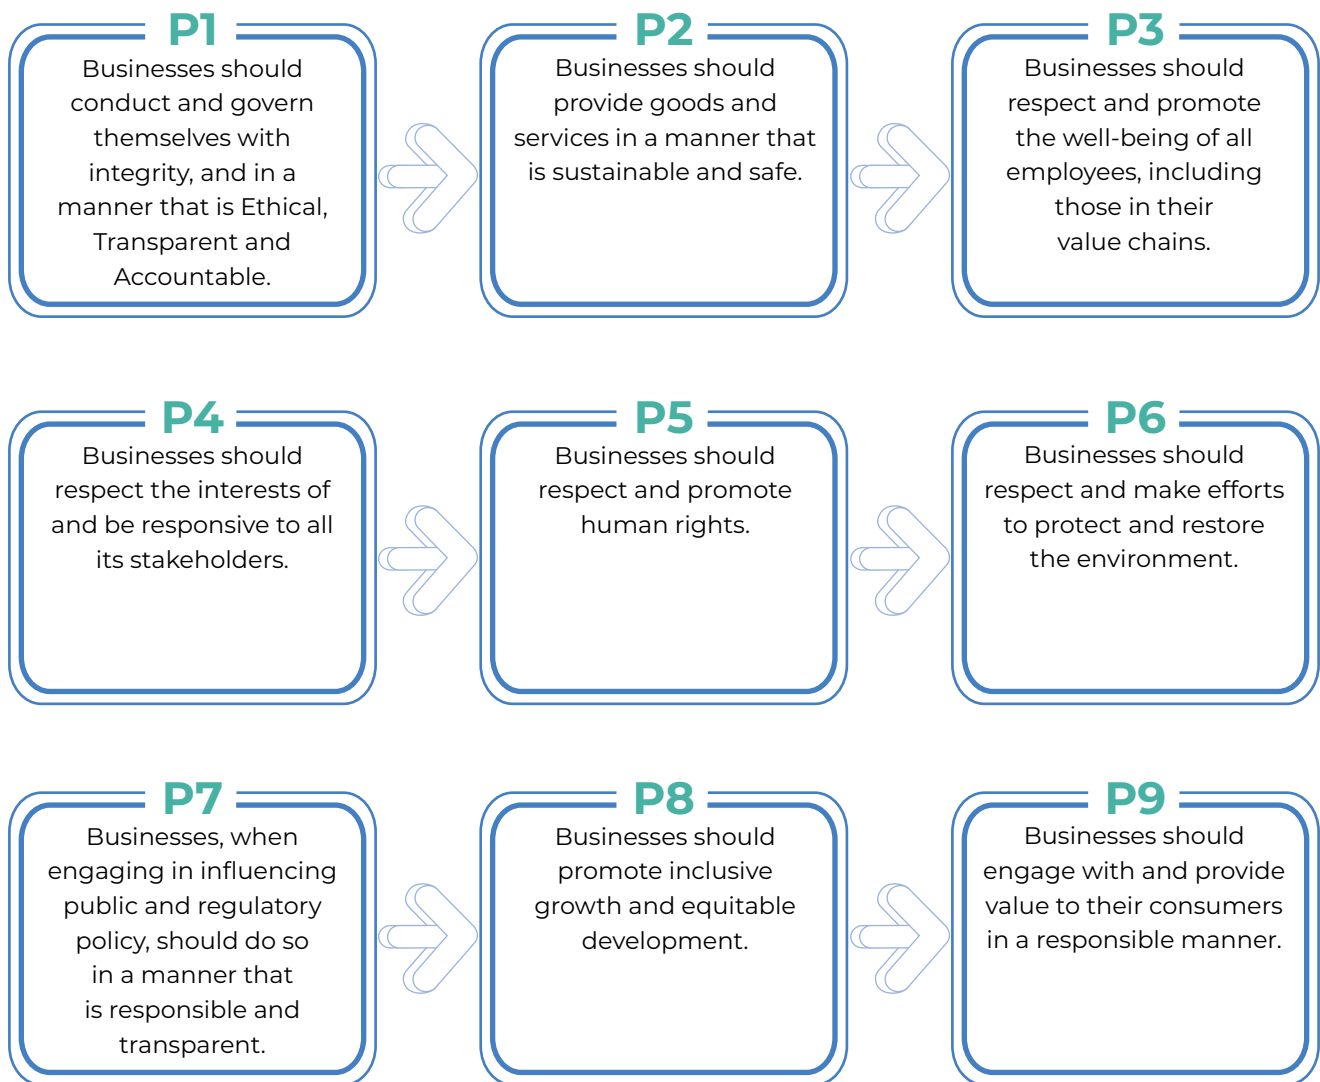 P1
Businesses should
conduct and govern
themselves with
integrity, and in a
manner that is Ethical,
Transparent and
Accountable.
P2
Businesses should
provide goods and
services in a manner that
is sustainable and safe.
P3
Businesses should
respect and promote
the well-being of all
employees, including
those in their
value chains.
P4
Businesses should
respect the interests of
and be responsive to all
its stakeholders.
P5
Businesses should
respect and promote
human rights.
P6
Businesses should
respect and make efforts
to protect and restore
the environment.
P7
Businesses, when
engaging in influencing
public and regulatory
policy, should do so
in a manner that
is responsible and
transparent.
P8
Businesses should
promote inclusive
growth and equitable
development.
P9
Businesses should
engage with and provide
value to their consumers
in a responsible manner.